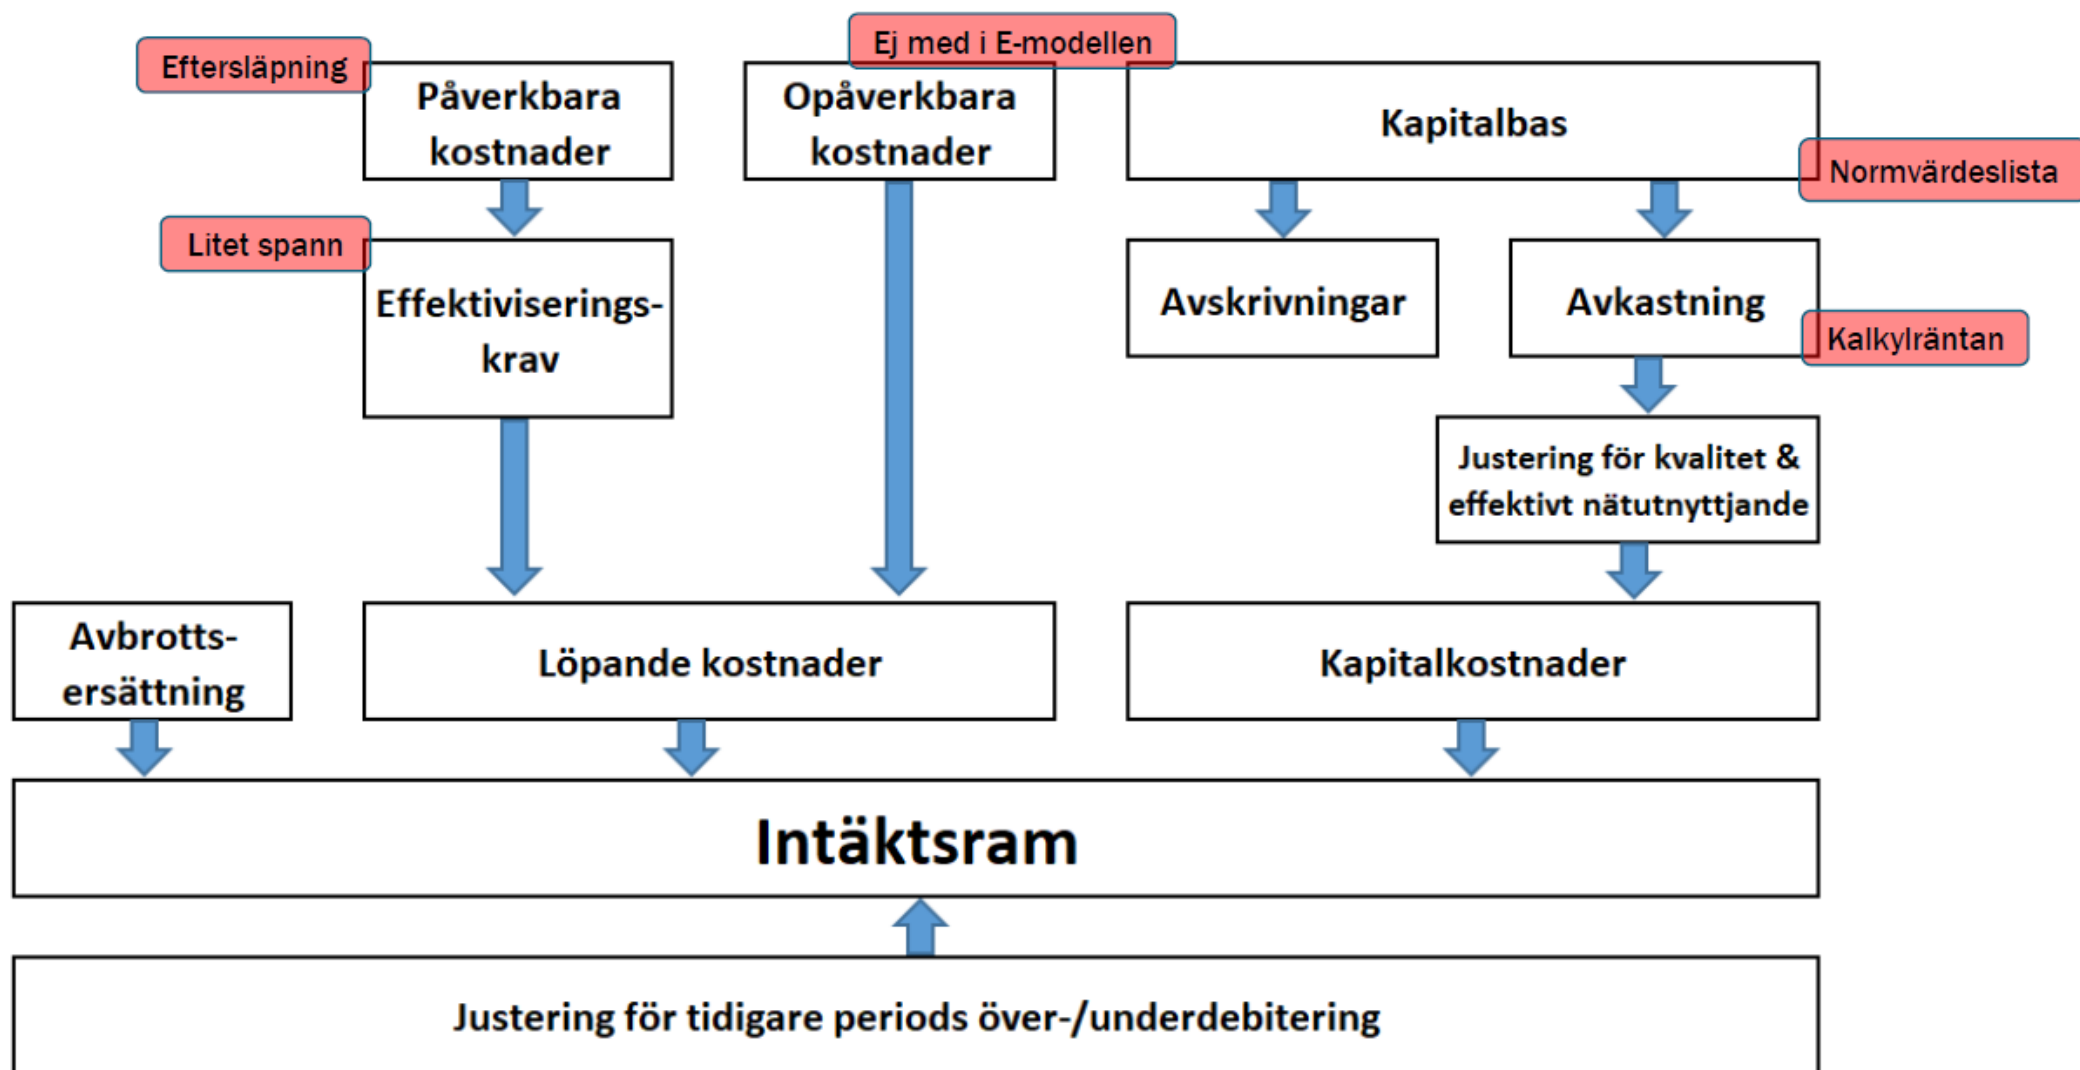 Ej med i E-modellen
Eftersläpning
Påverkbara
kostnader
Opåverkbara
kostnader
Kapitalbas
Normvärdeslista
Litet spann
Effektiviserings-
krav
Avskrivningar
Avkastning
Kalkylräntan
Justering för kvalitet &
effektivt nätutnyttjande
Avbrotts-
ersättning
Löpande kostnader
Kapitalkostnader
Intäktsram
Justering för tidigare periods över-/underdebitering